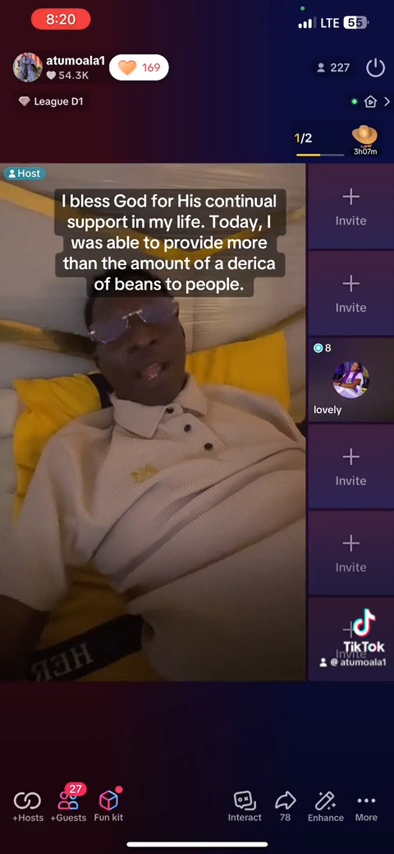 8:20
LTE 55
atumoala1
54.3K
169
227
League D1
1/2
3h07m
Host
I bless God for His continual
support in my life. Today, I
was able to provide more
than the amount of a derica
of beans to people.
Invite
Invite
8
lovely
Invite
Invite
Invite
TikTok
@atumoala1
HER
27
+Hosts
+Guests
Fun kit
Interact
78
Enhance
More